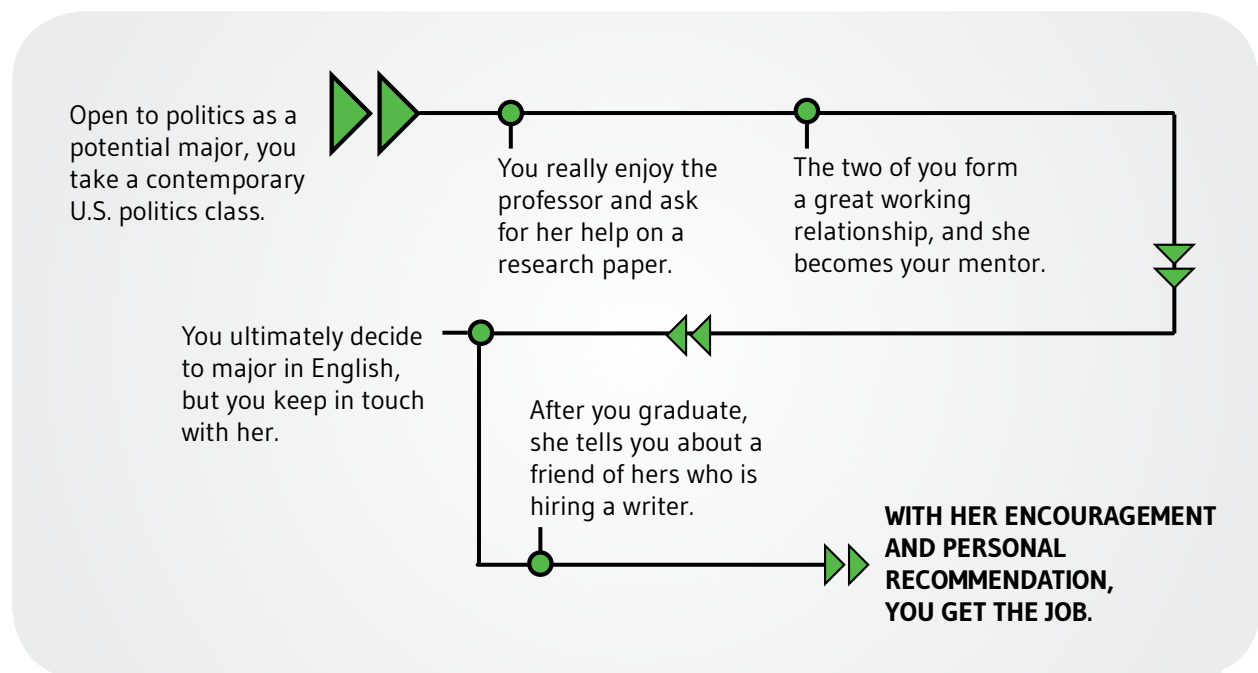 Open to politics as a
potential major, you
take a contemporary
U.S. politics class.
You really enjoy the
professor and ask
for her help on a
research paper.
The two of you form
a great working
relationship, and she
becomes your mentor.
You ultimately decide
to major in English,
but you keep in touch
with her.
After you graduate,
she tells you about a
friend of hers who is
hiring a writer.
WITH HER ENCOURAGEMENT
AND PERSONAL
RECOMMENDATION,
YOU GET THE JOB.